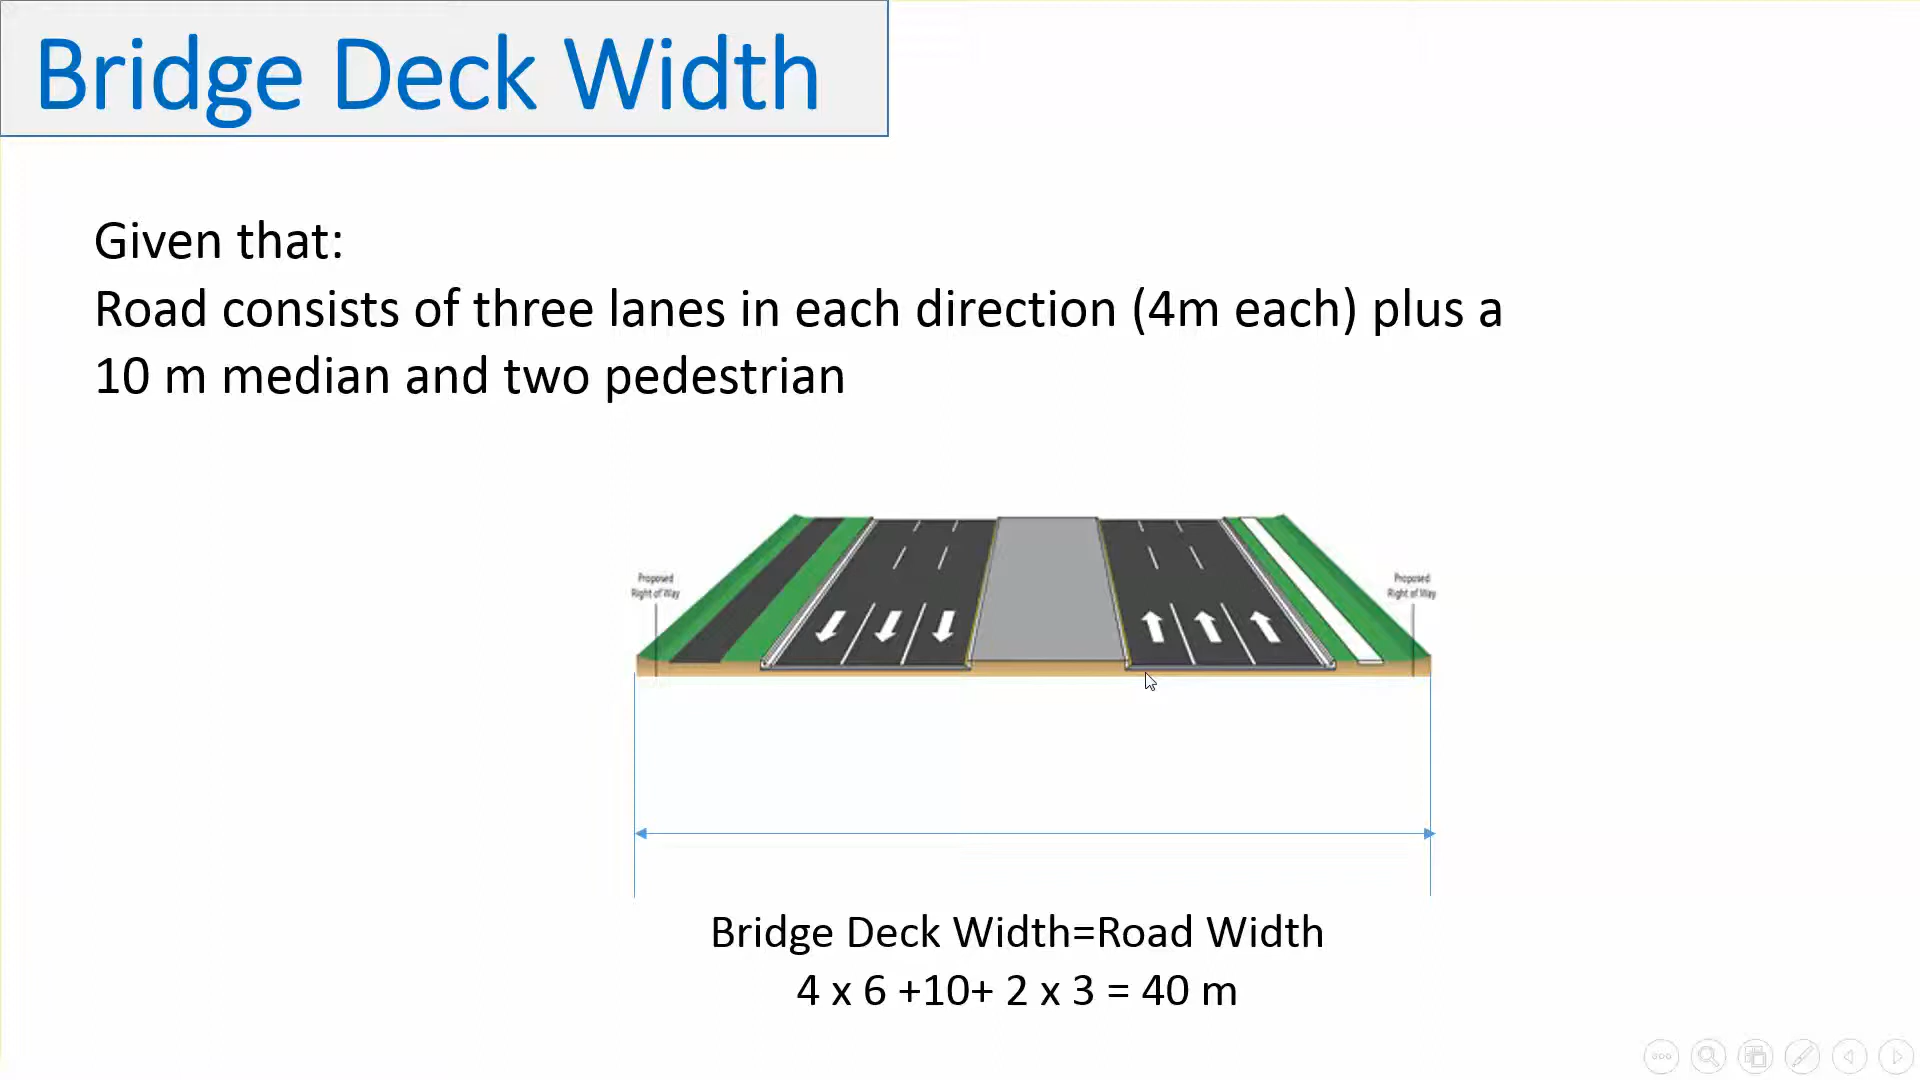 Bridge Deck Width
Given that:
Road consists of three lanes in each direction (4m each) plus a
10 m median and two pedestrian
Proposed
Right of Way
Proposed
Right of Way
Bridge Deck Width=Road Width
4 x 6 +10+ 2 x 3 = 40 m